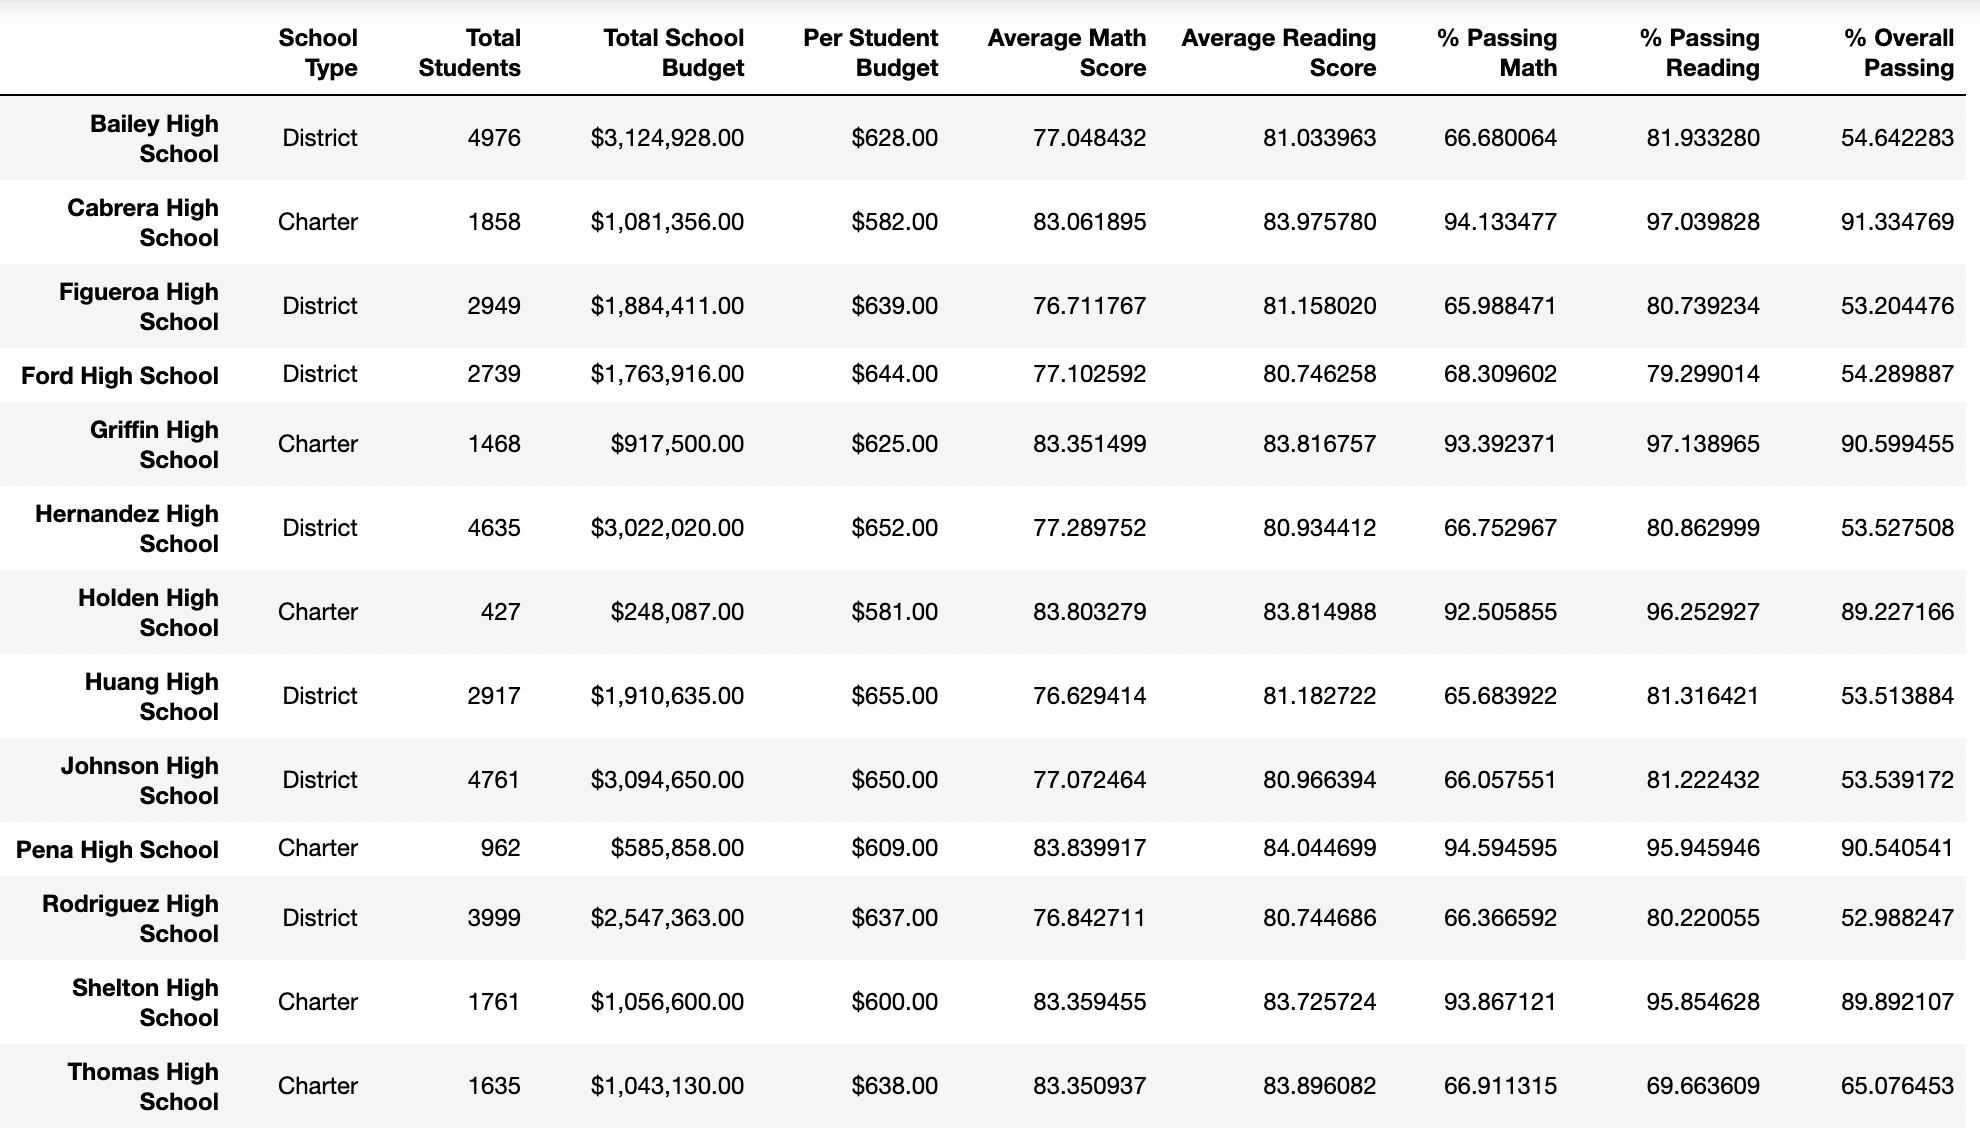 School Type Total Students Total School Budget Per Student Budget Average Math Score Average Reading Score % Passing Math % Passing Reading % Overall Passing
Bailey High School District 4976 $3,124,928.00 $628.00 77.048432 81.033963 66.680064 81.933280 54.642283
Cabrera High School Charter 1858 $1,081,356.00 $582.00 83.061895 83.975780 94.133477 97.039828 91.334769
Figueroa High School District 2949 $1,884,411.00 $639.00 76.711767 81.158020 65.988471 80.739234 53.204476
Ford High School District 2739 $1,763,916.00 $644.00 77.102592 80.746258 68.309602 79.299014 54.289887
Griffin High School Charter 1468 $917,500.00 $625.00 83.351499 83.816757 93.392371 97.138965 90.599455
Hernandez High School District 4635 $3,022,020.00 $652.00 77.289752 80.934412 66.752967 80.862999 53.527508
Holden High School Charter 427 $248,087.00 $581.00 83.803279 83.814988 92.505855 96.252927 89.227166
Huang High School District 2917 $1,910,635.00 $655.00 76.629414 81.182722 65.683922 81.316421 53.513884
Johnson High School District 4761 $3,094,650.00 $650.00 77.072464 80.966394 66.057551 81.222432 53.539172
Pena High School Charter 962 $585,858.00 $609.00 83.839917 84.044699 94.594595 95.945946 90.540541
Rodriguez High School District 3999 $2,547,363.00 $637.00 76.842711 80.744686 66.366592 80.220055 52.988247
Shelton High School Charter 1761 $1,056,600.00 $600.00 83.359455 83.725724 93.867121 95.854628 89.892107
Thomas High School Charter 1635 $1,043,130.00 $638.00 83.350937 83.896082 66.911315 69.663609 65.076453